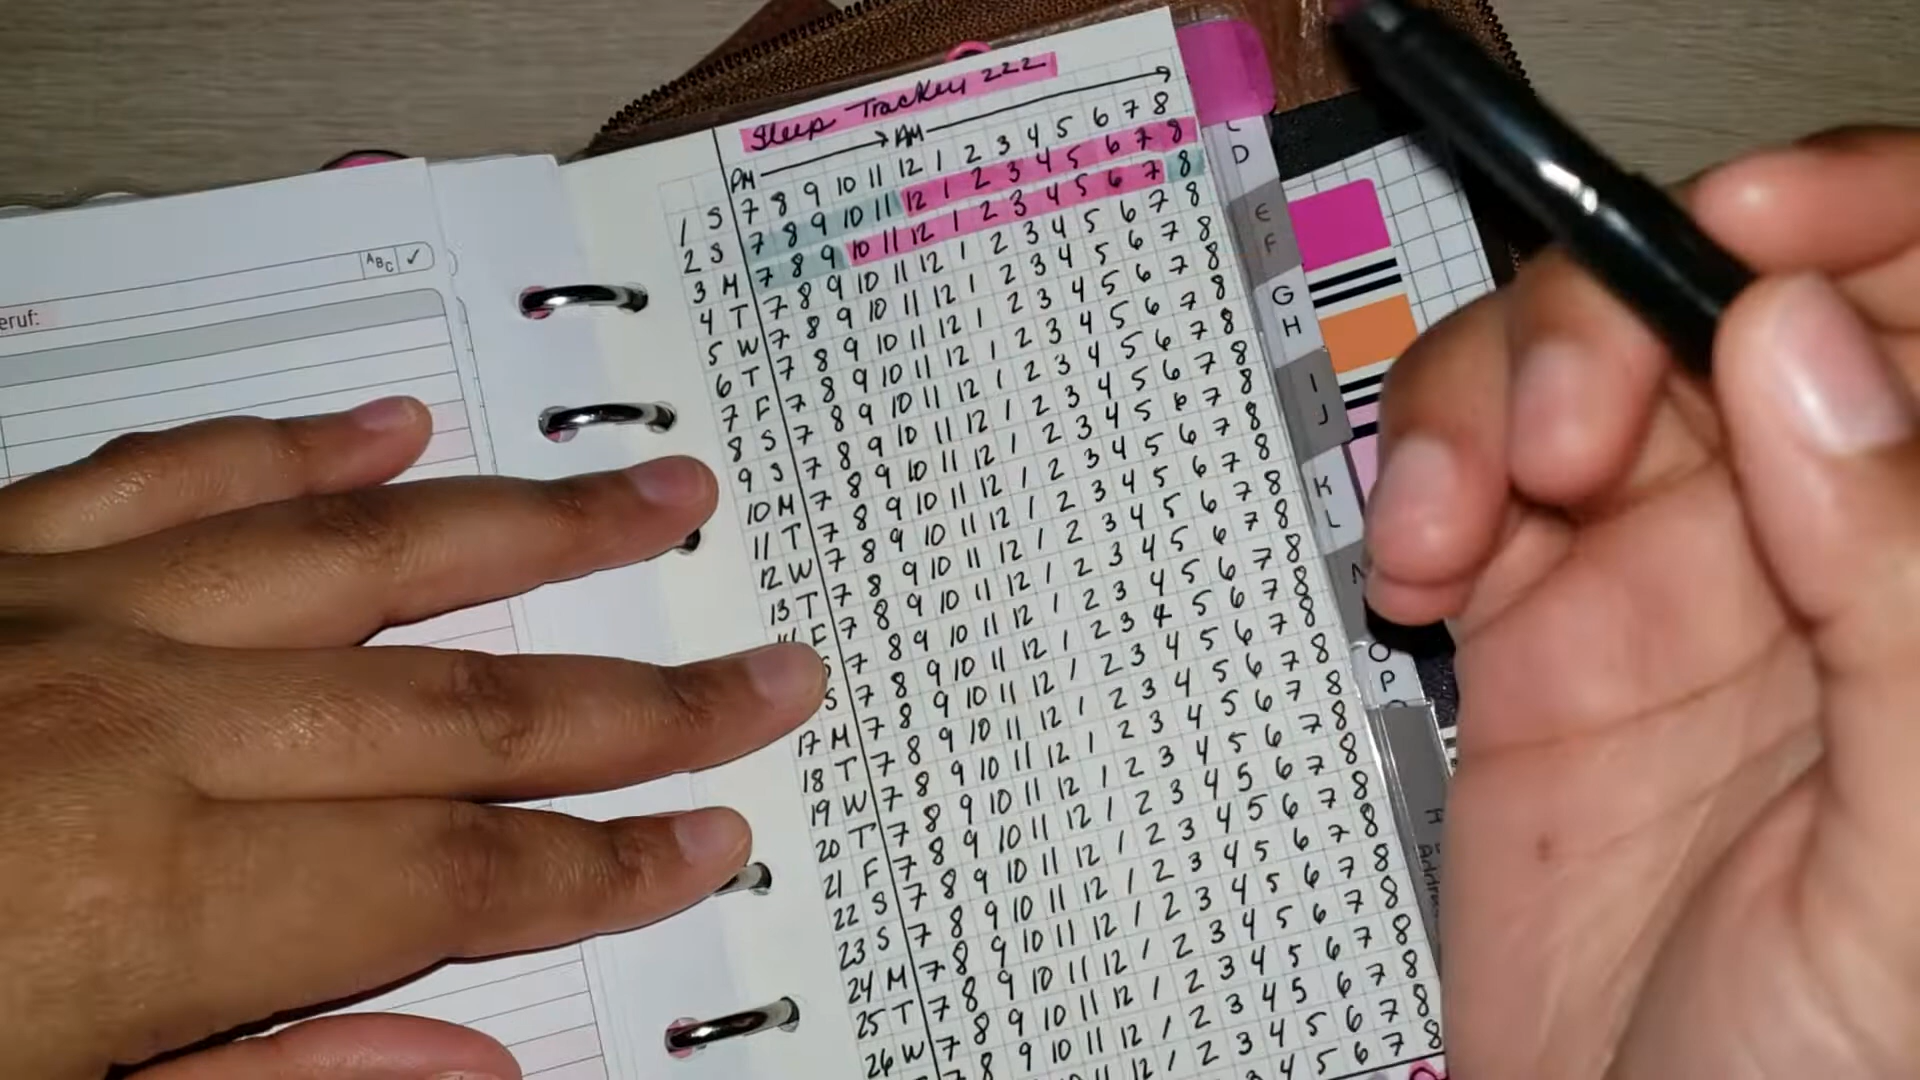 Sleep Tracker 222
PM AM
1 S 7 8 9 10 11 12 1 2 3 4 5 6 7 8
2 S 7 8 9 10 11 12 1 2 3 4 5 6 7 8
3 M 7 8 9 10 11 12 1 2 3 4 5 6 7 8
4 T 7 8 9 10 11 12 1 2 3 4 5 6 7 8
5 W 7 8 9 10 11 12 1 2 3 4 5 6 7 8
6 T 7 8 9 10 11 12 1 2 3 4 5 6 7 8
7 F 7 8 9 10 11 12 1 2 3 4 5 6 7 8
8 S 7 8 9 10 11 12 1 2 3 4 5 6 7 8
9 S 7 8 9 10 11 12 1 2 3 4 5 6 7 8
10 M 7 8 9 10 11 12 1 2 3 4 5 6 7 8
11 T 7 8 9 10 11 12 1 2 3 4 5 6 7 8
12 W 7 8 9 10 11 12 1 2 3 4 5 6 7 8
13 T 7 8 9 10 11 12 1 2 3 4 5 6 7 8
F 7 8 9 10 11 12 1 2 3 4 5 6 7 8
S 7 8 9 10 11 12 1 2 3 4 5 6 7 8
S 7 8 9 10 11 12 1 2 3 4 5 6 7 8
17 M 7 8 9 10 11 12 1 2 3 4 5 6 7 8
18 T 7 8 9 10 11 12 1 2 3 4 5 6 7 8
19 W 7 8 9 10 11 12 1 2 3 4 5 6 7 8
20 T 7 8 9 10 11 12 1 2 3 4 5 6 7 8
21 F 7 8 9 10 11 12 1 2 3 4 5 6 7 8
22 S 7 8 9 10 11 12 1 2 3 4 5 6 7 8
23 S 7 8 9 10 11 12 1 2 3 4 5 6 7 8
24 M 7 8 9 10 11 12 1 2 3 4 5 6 7 8
25 T 7 8 9 10 11 12 1 2 3 4 5 6 7 8
26 W 7 8 9 10 11 12 1 2 3 4 5 6 7 8
eruf:
ABC ✓
D
E
F
G
H
I
J
K
L
O
P